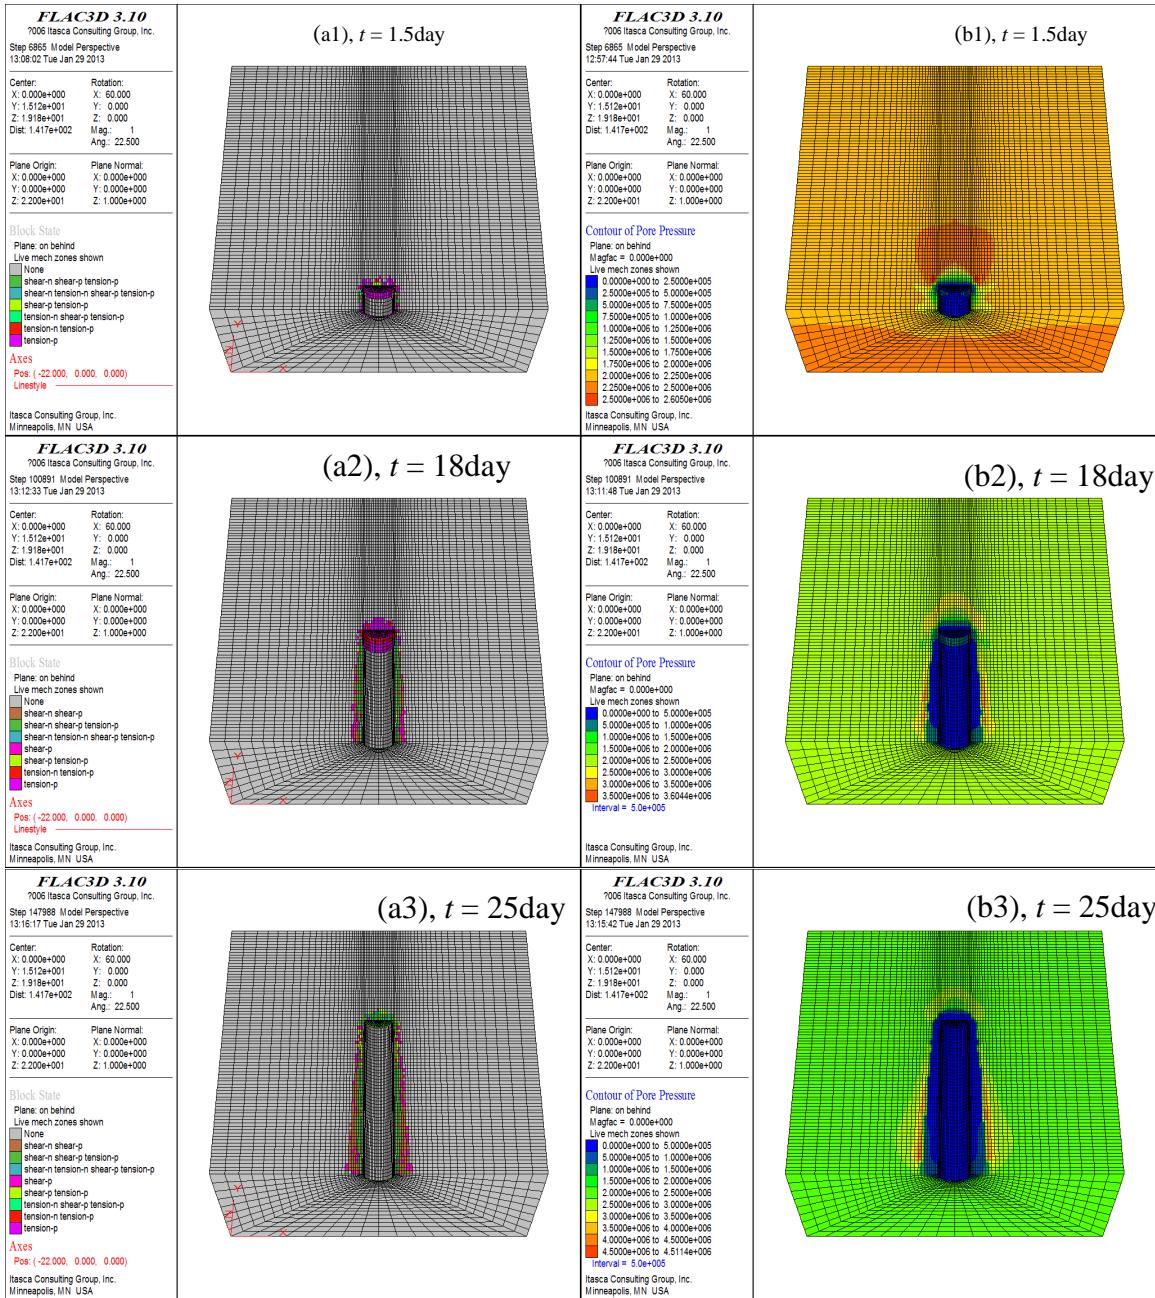 FLAC3D 3.10
?006 Itasca Consulting Group, Inc.
Step 6865  Model Perspective
13:08:02 Tue Jan 29 2013
Center: Rotation:
X: 0.000e+000 X: 60.000
Y: 1.512e+001 Y: 0.000
Z: 1.918e+001 Z: 0.000
Dist: 1.417e+002 Mag.: 1
Ang.: 22.500
Plane Origin: Plane Normal:
X: 0.000e+000 X: 0.000e+000
Y: 0.000e+000 Y: 0.000e+000
Z: 2.200e+001 Z: 1.000e+000
Block State
Plane: on behind
Live mech zones shown
None
shear-n shear-p tension-p
shear-n tension-n shear-p tension-p
shear-p tension-p
tension-n shear-p tension-p
tension-n tension-p
tension-p
Axes
Pos: (-22.000, 0.000, 0.000)
Linestyle
Itasca Consulting Group, Inc.
Minneapolis, MN USA
(a1), t = 1.5day
Y
X
FLAC3D 3.10
?006 Itasca Consulting Group, Inc.
Step 6865  Model Perspective
12:57:44 Tue Jan 29 2013
Center: Rotation:
X: 0.000e+000 X: 60.000
Y: 1.512e+001 Y: 0.000
Z: 1.918e+001 Z: 0.000
Dist: 1.417e+002 Mag.: 1
Ang.: 22.500
Plane Origin: Plane Normal:
X: 0.000e+000 X: 0.000e+000
Y: 0.000e+000 Y: 0.000e+000
Z: 2.200e+001 Z: 1.000e+000
Contour of Pore Pressure
Plane: on behind
Magfac = 0.000e+000
Live mech zones shown
0.0000e+000 to 2.5000e+005
2.5000e+005 to 5.0000e+005
5.0000e+005 to 7.5000e+005
7.5000e+005 to 1.0000e+006
1.0000e+006 to 1.2500e+006
1.2500e+006 to 1.5000e+006
1.5000e+006 to 1.7500e+006
1.7500e+006 to 2.0000e+006
2.0000e+006 to 2.2500e+006
2.2500e+006 to 2.5000e+006
2.5000e+006 to 2.6050e+006
Itasca Consulting Group, Inc.
Minneapolis, MN USA
(b1), t = 1.5day
FLAC3D 3.10
?006 Itasca Consulting Group, Inc.
Step 100891  Model Perspective
13:12:33 Tue Jan 29 2013
Center: Rotation:
X: 0.000e+000 X: 60.000
Y: 1.512e+001 Y: 0.000
Z: 1.918e+001 Z: 0.000
Dist: 1.417e+002 Mag.: 1
Ang.: 22.500
Plane Origin: Plane Normal:
X: 0.000e+000 X: 0.000e+000
Y: 0.000e+000 Y: 0.000e+000
Z: 2.200e+001 Z: 1.000e+000
Block State
Plane: on behind
Live mech zones shown
None
shear-n shear-p
shear-n shear-p tension-p
shear-n tension-n shear-p tension-p
shear-p
shear-p tension-p
tension-n tension-p
tension-p
Axes
Pos: (-22.000, 0.000, 0.000)
Linestyle
Itasca Consulting Group, Inc.
Minneapolis, MN USA
(a2), t = 18day
Y
X
FLAC3D 3.10
?006 Itasca Consulting Group, Inc.
Step 100891  Model Perspective
13:11:48 Tue Jan 29 2013
Center: Rotation:
X: 0.000e+000 X: 60.000
Y: 1.512e+001 Y: 0.000
Z: 1.918e+001 Z: 0.000
Dist: 1.417e+002 Mag.: 1
Ang.: 22.500
Plane Origin: Plane Normal:
X: 0.000e+000 X: 0.000e+000
Y: 0.000e+000 Y: 0.000e+000
Z: 2.200e+001 Z: 1.000e+000
Contour of Pore Pressure
Plane: on behind
Magfac = 0.000e+000
Live mech zones shown
0.0000e+000 to 5.0000e+005
5.0000e+005 to 1.0000e+006
1.0000e+006 to 1.5000e+006
1.5000e+006 to 2.0000e+006
2.0000e+006 to 2.5000e+006
2.5000e+006 to 3.0000e+006
3.0000e+006 to 3.5000e+006
3.5000e+006 to 3.6044e+006
Interval = 5.0e+005
Itasca Consulting Group, Inc.
Minneapolis, MN USA
(b2), t = 18day
FLAC3D 3.10
?006 Itasca Consulting Group, Inc.
Step 147988  Model Perspective
13:16:17 Tue Jan 29 2013
Center: Rotation:
X: 0.000e+000 X: 60.000
Y: 1.512e+001 Y: 0.000
Z: 1.918e+001 Z: 0.000
Dist: 1.417e+002 Mag.: 1
Ang.: 22.500
Plane Origin: Plane Normal:
X: 0.000e+000 X: 0.000e+000
Y: 0.000e+000 Y: 0.000e+000
Z: 2.200e+001 Z: 1.000e+000
Block State
Plane: on behind
Live mech zones shown
None
shear-n shear-p
shear-n shear-p tension-p
shear-n tension-n shear-p tension-p
shear-p
shear-p tension-p
tension-n shear-p tension-p
tension-n tension-p
tension-p
Axes
Pos: (-22.000, 0.000, 0.000)
Itasca Consulting Group, Inc.
Minneapolis, MN USA
(a3), t = 25day
Y
X
FLAC3D 3.10
?006 Itasca Consulting Group, Inc.
Step 147988  Model Perspective
13:15:42 Tue Jan 29 2013
Center: Rotation:
X: 0.000e+000 X: 60.000
Y: 1.512e+001 Y: 0.000
Z: 1.918e+001 Z: 0.000
Dist: 1.417e+002 Mag.: 1
Ang.: 22.500
Plane Origin: Plane Normal:
X: 0.000e+000 X: 0.000e+000
Y: 0.000e+000 Y: 0.000e+000
Z: 2.200e+001 Z: 1.000e+000
Contour of Pore Pressure
Plane: on behind
Magfac = 0.000e+000
Live mech zones shown
0.0000e+000 to 5.0000e+005
5.0000e+005 to 1.0000e+006
1.0000e+006 to 1.5000e+006
1.5000e+006 to 2.0000e+006
2.0000e+006 to 2.5000e+006
2.5000e+006 to 3.0000e+006
3.0000e+006 to 3.5000e+006
3.5000e+006 to 4.0000e+006
4.0000e+006 to 4.5000e+006
4.5000e+006 to 4.5114e+006
Interval = 5.0e+005
Itasca Consulting Group, Inc.
Minneapolis, MN USA
(b3), t = 25day